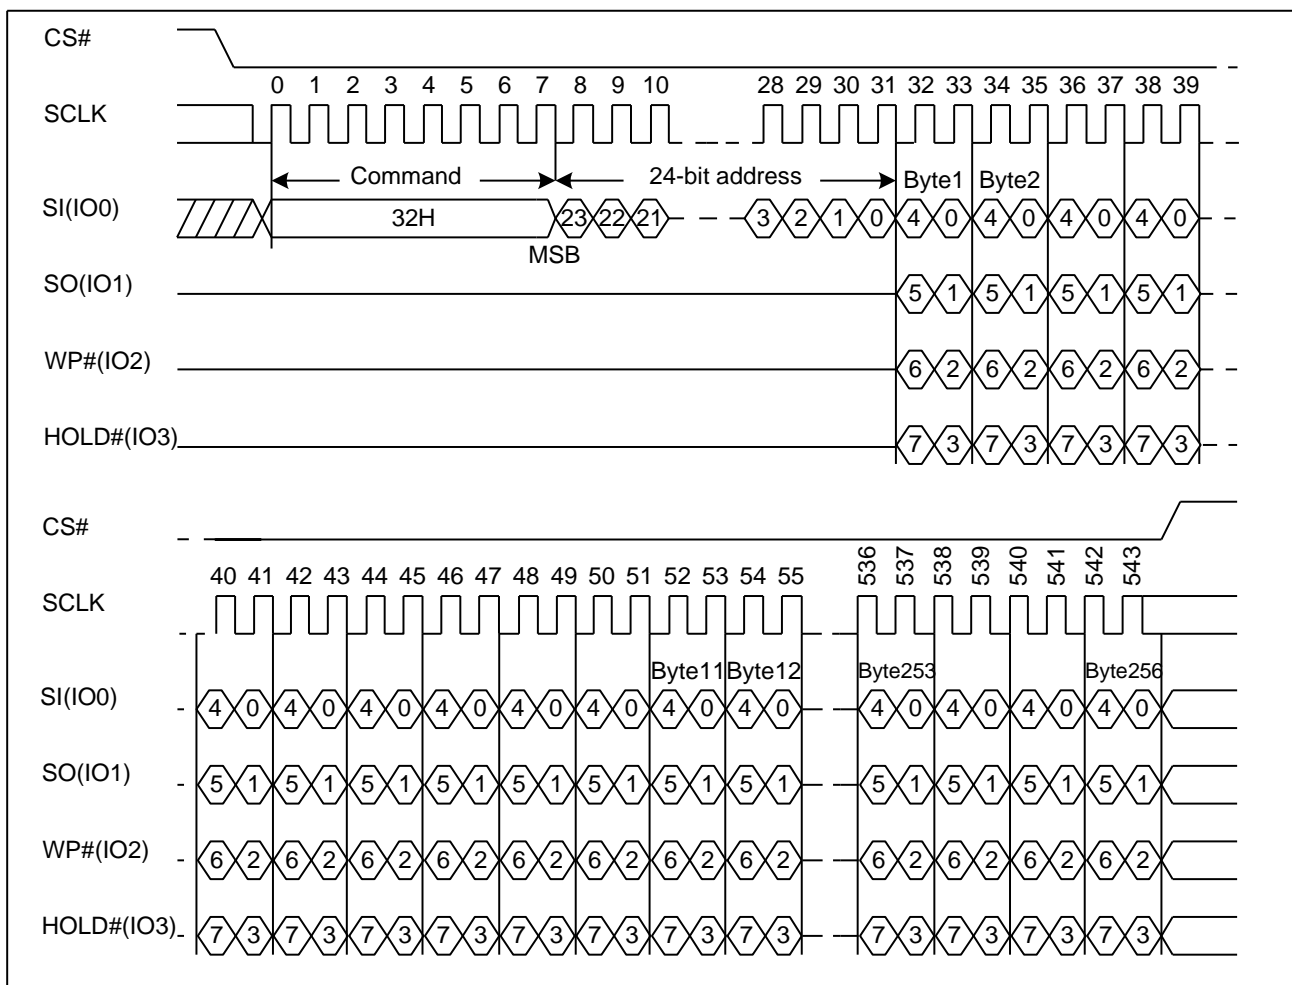 CS#
0 1 2 3 4 5 6 7 8 9 10 28 29 30 31 32 33 34 35 36 37 38 39
SCLK
Command 24-bit address Byte1 Byte2
SI(IO0) 32H 23 22 21 3 2 1 0 4 0 4 0 4 0 4 0
MSB
SO(IO1) 5 1 5 1 5 1 5 1
WP#(IO2) 6 2 6 2 6 2 6 2
HOLD#(IO3) 7 3 7 3 7 3 7 3
CS#
40 41 42 43 44 45 46 47 48 49 50 51 52 53 54 55 536 537 538 539 540 541 542 543
SCLK
Byte11 Byte12 Byte253 Byte256
SI(IO0) 4 0 4 0 4 0 4 0 4 0 4 0 4 0 4 0 4 0 4 0 4 0 4 0
SO(IO1) 5 1 5 1 5 1 5 1 5 1 5 1 5 1 5 1 5 1 5 1 5 1 5 1
WP#(IO2) 6 2 6 2 6 2 6 2 6 2 6 2 6 2 6 2 6 2 6 2 6 2 6 2
HOLD#(IO3) 7 3 7 3 7 3 7 3 7 3 7 3 7 3 7 3 7 3 7 3 7 3 7 3